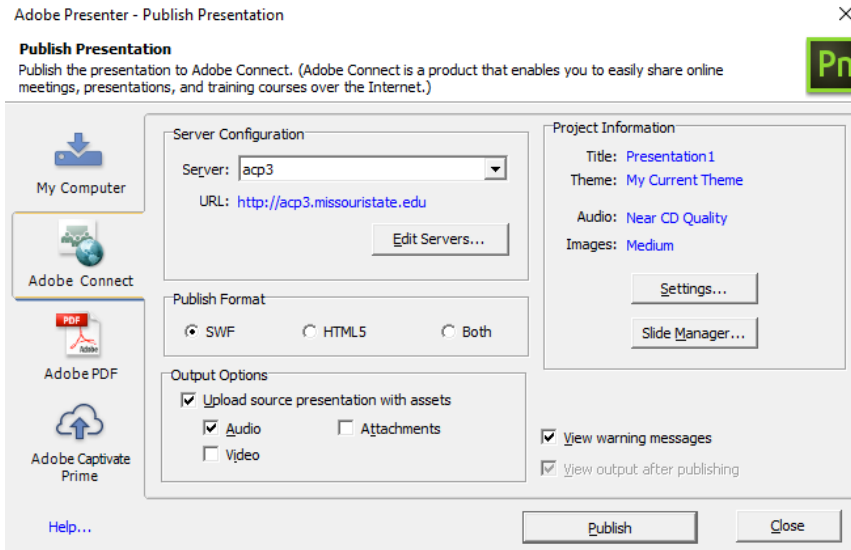 Adobe Presenter - Publish Presentation
Publish Presentation
Publish the presentation to Adobe Connect. (Adobe Connect is a product that enables you to easily share online
meetings, presentations, and training courses over the Internet.)
Pn
My Computer
Adobe Connect
PDF
Adobe
Adobe PDF
Adobe Captivate
Prime
Help...
Server Configuration
Server: acp3
URL: http://acp3.missouristate.edu
Edit Servers...
Publish Format
SWF HTML5 Both
Output Options
Upload source presentation with assets
Audio Attachments
Video
Project Information
Title: Presentation1
Theme: My Current Theme
Audio: Near CD Quality
Images: Medium
Settings...
Slide Manager...
View warning messages
View output after publishing
Publish Close